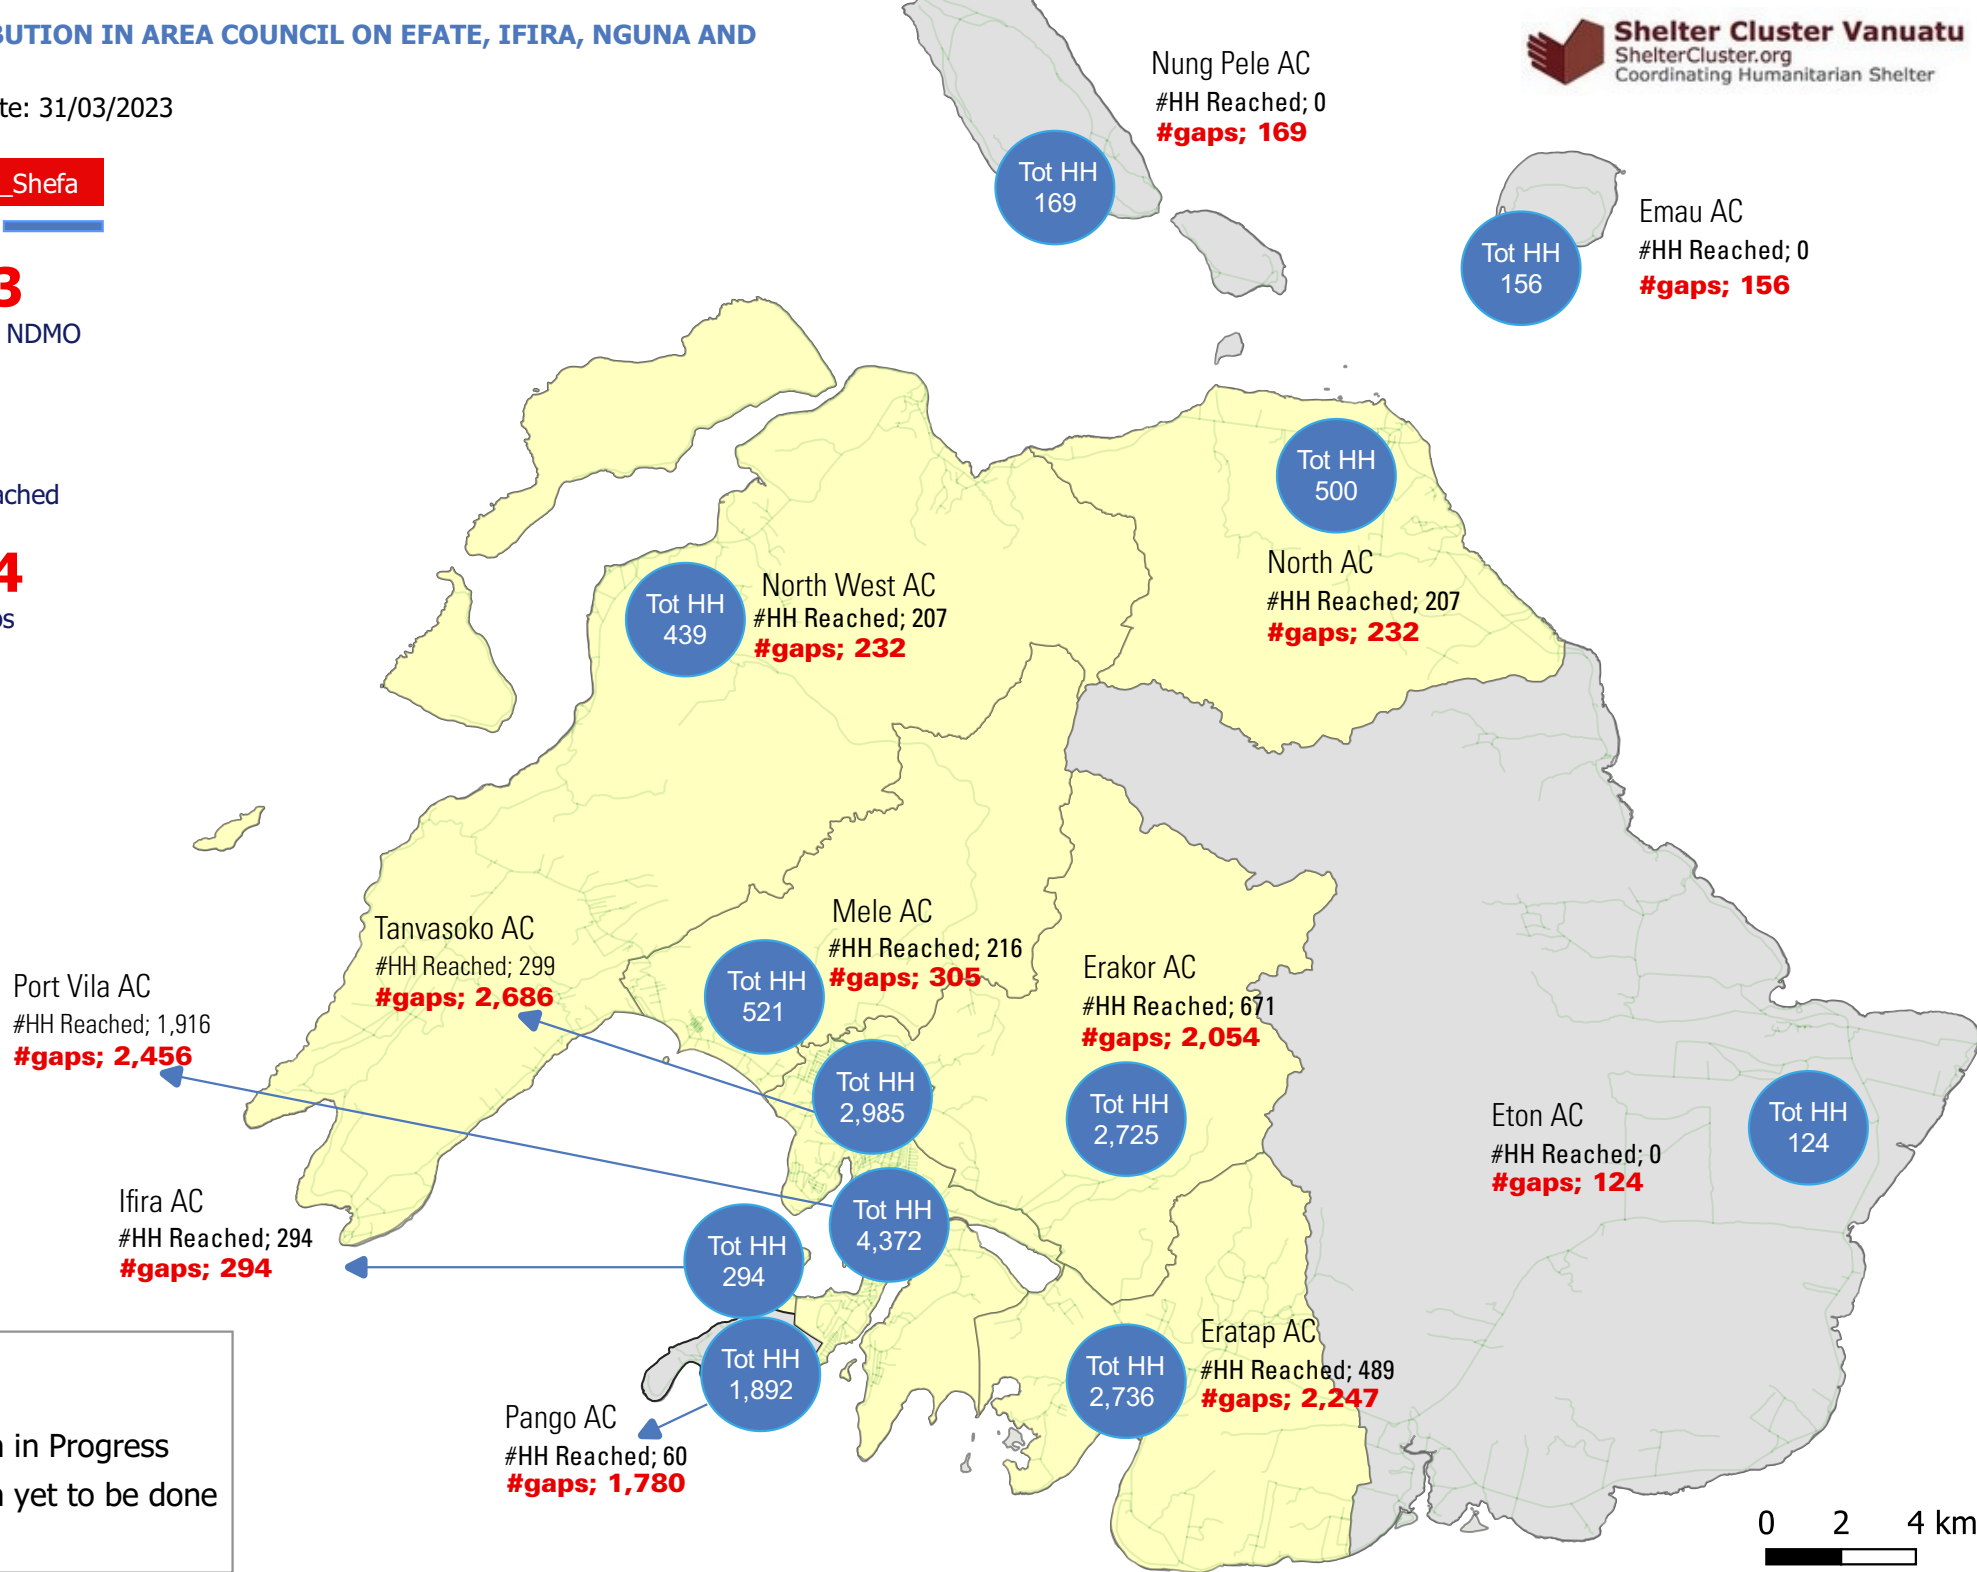 BUTION IN AREA COUNCIL ON EFATE, IFIRA, NGUNA AND
te: 31/03/2023
_Shefa
3
NDMO
ached
4
os
Shelter Cluster Vanuatu
ShelterCluster.org
Coordinating Humanitarian Shelter
Nung Pele AC
#HH Reached; 0
#gaps; 169
Tot HH
169
Emau AC
#HH Reached; 0
#gaps; 156
Tot HH
156
Tot HH
500
North AC
#HH Reached; 207
#gaps; 232
Tot HH
439
North West AC
#HH Reached; 207
#gaps; 232
Tanvasoko AC
#HH Reached; 299
#gaps; 2,686
Mele AC
#HH Reached; 216
#gaps; 305
Tot HH
521
Erakor AC
#HH Reached; 671
#gaps; 2,054
Tot HH
2,725
Port Vila AC
#HH Reached; 1,916
#gaps; 2,456
Tot HH
2,985
Eton AC
#HH Reached; 0
#gaps; 124
Tot HH
124
Ifira AC
#HH Reached; 294
#gaps; 294
Tot HH
294
Tot HH
4,372
Tot HH
1,892
Pango AC
#HH Reached; 60
#gaps; 1,780
Tot HH
2,736
Eratap AC
#HH Reached; 489
#gaps; 2,247
n in Progress
n yet to be done
0 2 4 km